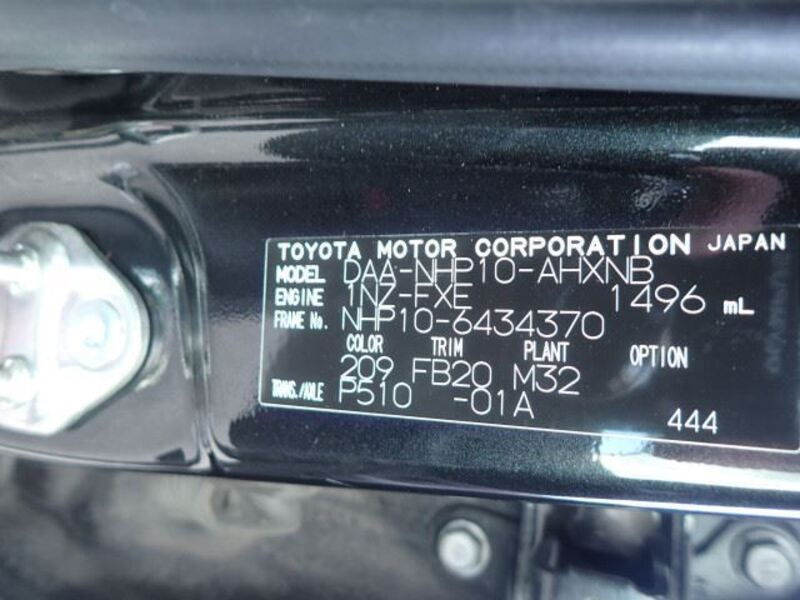 TOYOTA MOTOR CORPORATION JAPAN
MODEL DAA-NHP10-AHXNB
ENGINE 1NZ-FXE 1496 mL
FRAME No. NHP10-6434370
COLOR TRIM PLANT OPTION
209 FB20 M32
TRANS./AXLE P510 -01A
444